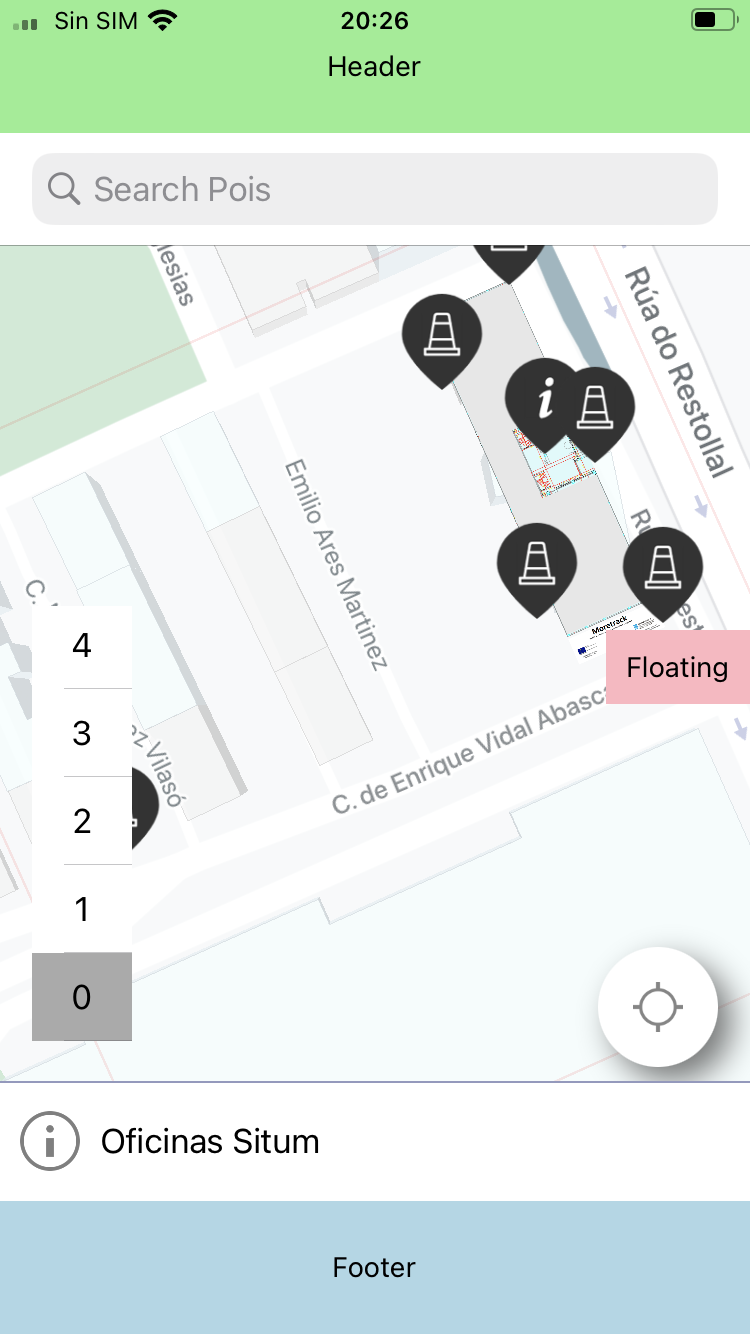 Sin SIM
20:26
Header
Search Pois
Rúa do Restollal
Emilio Ares Martinez
C.
Vilasó
Moretrack
4
3
2
1
0
Floating
C. de Enrique Vidal Abasc
Oficinas Situm
Footer